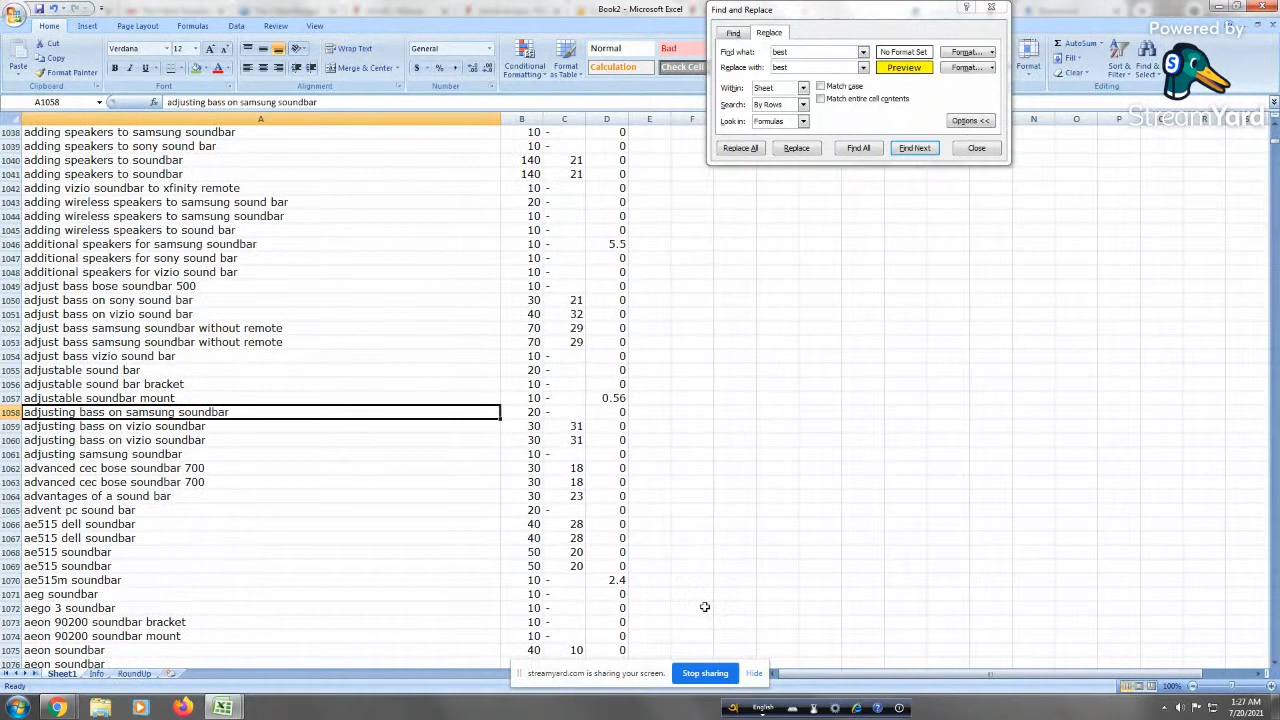 Book2 - Microsoft Excel
Home Insert Page Layout Formulas Data Review View
Cut
Copy
Paste
Format Painter
Clipboard
Verdana 12
B I U
Font
Wrap Text
Merge & Center
Alignment
General
$ % ,
Number
Conditional Formatting
Format as Table
Normal Bad
Calculation Check Cell
AutoSum
Fill
Clear
Sort & Filter
Find & Select
Find and Replace
Find Replace
Find what: best No Format Set Format...
Replace with: best Preview Format...
Within: Sheet Match case
Search: By Rows Match entire cell contents
Look in: Formulas Options <<
Replace All Replace Find All Find Next Close
Powered by
StreamYard
A1058 fx adjusting bass on samsung soundbar
A B C D E F N O P
1038 adding speakers to samsung soundbar 10 - 0
1039 adding speakers to sony sound bar 10 - 0
1040 adding speakers to soundbar 140 21 0
1041 adding speakers to soundbar 140 21 0
1042 adding vizio soundbar to xfinity remote 10 - 0
1043 adding wireless speakers to samsung sound bar 20 - 0
1044 adding wireless speakers to samsung soundbar 10 - 0
1045 adding wireless speakers to sound bar 10 - 0
1046 additional speakers for samsung soundbar 10 - 5.5
1047 additional speakers for sony sound bar 10 - 0
1048 additional speakers for vizio sound bar 10 - 0
1049 adjust bass bose soundbar 500 10 - 0
1050 adjust bass on sony sound bar 30 21 0
1051 adjust bass on vizio sound bar 40 32 0
1052 adjust bass samsung soundbar without remote 70 29 0
1053 adjust bass samsung soundbar without remote 70 29 0
1054 adjust bass vizio sound bar 10 - 0
1055 adjustable sound bar 20 - 0
1056 adjustable sound bar bracket 10 - 0
1057 adjustable soundbar mount 10 - 0.56
1058 adjusting bass on samsung soundbar 20 - 0
1059 adjusting bass on vizio soundbar 30 31 0
1060 adjusting bass on vizio soundbar 30 31 0
1061 adjusting samsung soundbar 10 - 0
1062 advanced cec bose soundbar 700 30 18 0
1063 advanced cec bose soundbar 700 30 18 0
1064 advantages of a sound bar 30 23 0
1065 advent pc sound bar 20 - 0
1066 ae515 dell soundbar 40 28 0
1067 ae515 dell soundbar 40 28 0
1068 ae515 soundbar 50 20 0
1069 ae515 soundbar 50 20 0
1070 ae515m soundbar 10 - 2.4
1071 aeg soundbar 10 - 0
1072 aego 3 soundbar 10 - 0
1073 aeon 90200 soundbar bracket 10 - 0
1074 aeon 90200 soundbar mount 10 - 0
1075 aeon soundbar 40 10 0
1076 aeon soundbar
Sheet1 Info RoundUp
streamyard.com is sharing your screen. Stop sharing Hide
Ready 100%
English
1:27 AM
7/20/2021